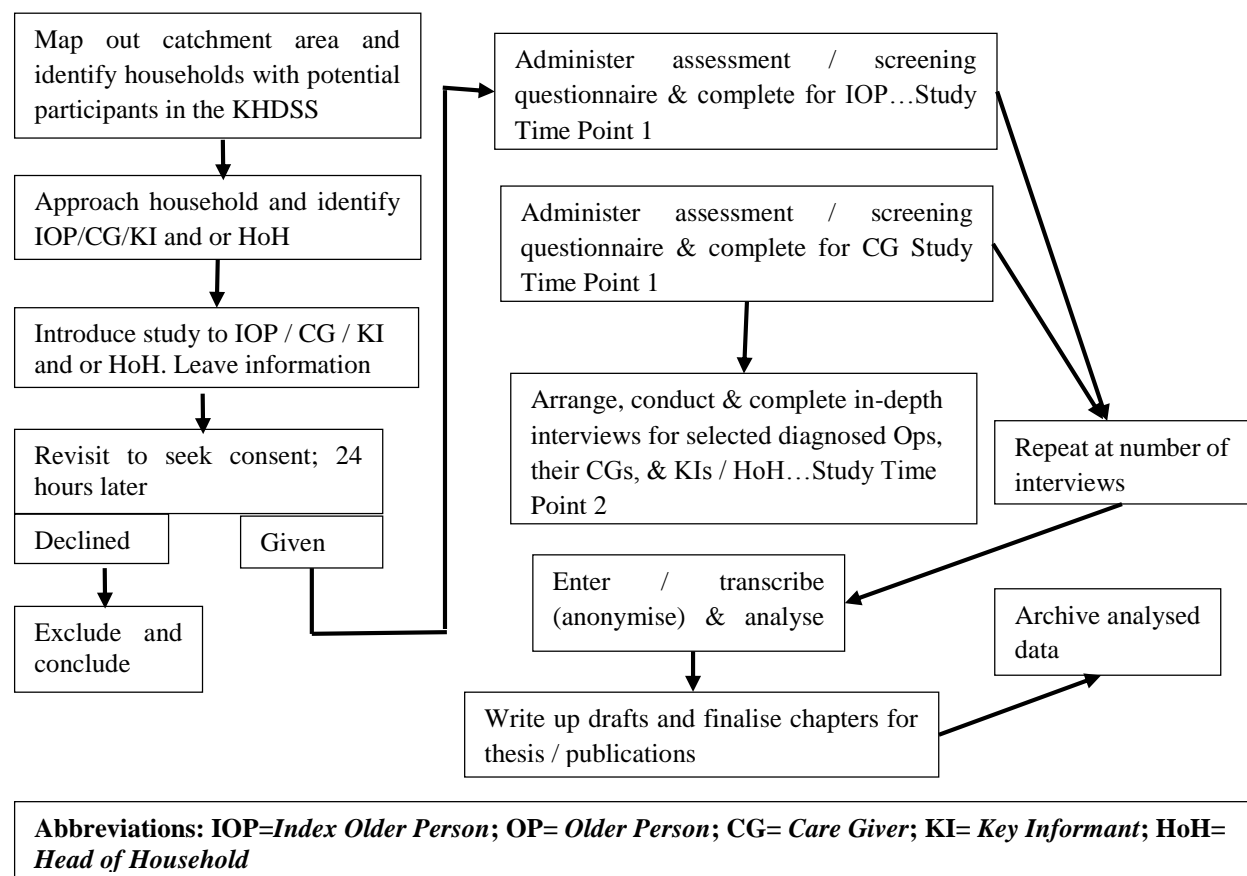 Map out catchment area and
identify households with potential
participants in the KHDSS
Approach household and identify
IOP/CG/KI and or HoH
Introduce study to IOP / CG / KI
and or HoH. Leave information
Revisit to seek consent; 24
hours later
Declined
Given
Exclude and
conclude
Administer assessment / screening
questionnaire & complete for IOP…Study
Time Point 1
Administer assessment / screening
questionnaire & complete for CG Study
Time Point 1
Arrange, conduct & complete in-depth
interviews for selected diagnosed Ops,
their CGs, & KIs / HoH…Study Time
Point 2
Repeat at number of
interviews
Enter / transcribe
(anonymise) & analyse
Archive analysed
data
Write up drafts and finalise chapters for
thesis / publications
Abbreviations: IOP=Index Older Person; OP= Older Person; CG= Care Giver; KI= Key Informant; HoH=
Head of Household